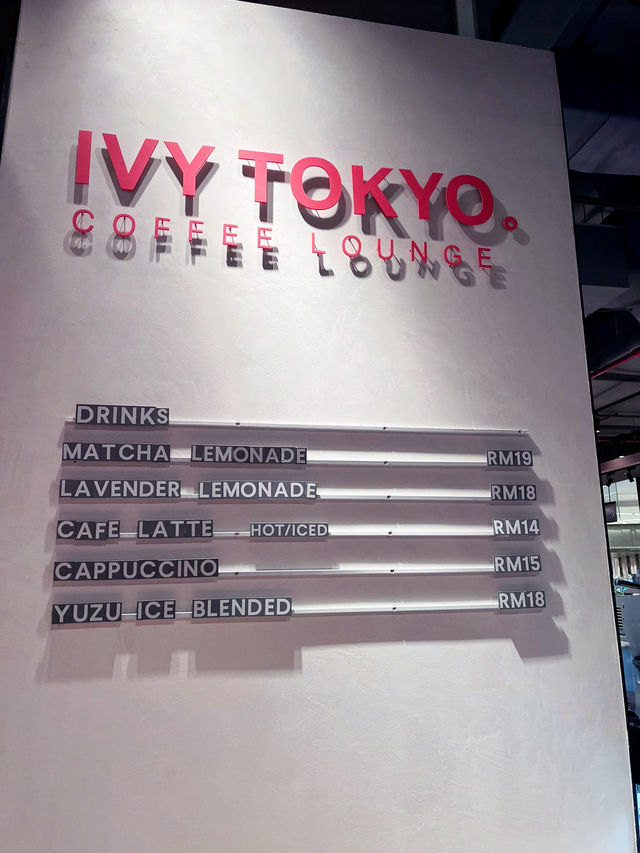 IVY TOKYO.
COFFEE LOUNGE
DRINKS
MATCHA LEMONADE RM19
LAVENDER LEMONADE RM18
CAFE LATTE HOT/ICED RM14
CAPPUCCINO RM15
YUZU ICE BLENDED RM18